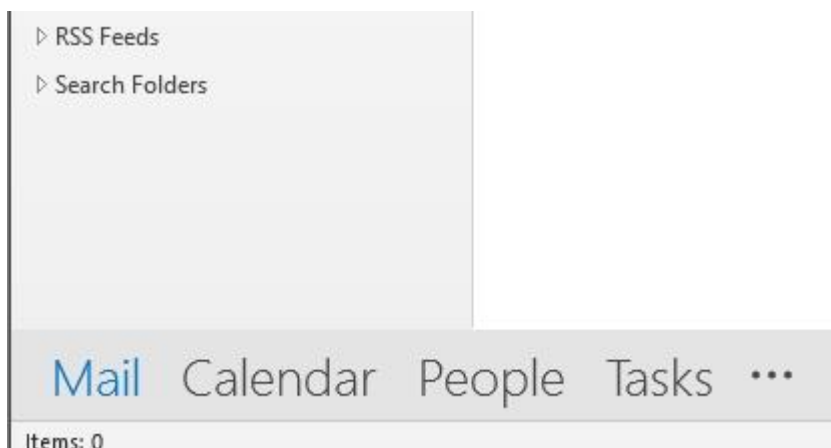 RSS Feeds
Search Folders
Mail Calendar People Tasks •••
Items: 0